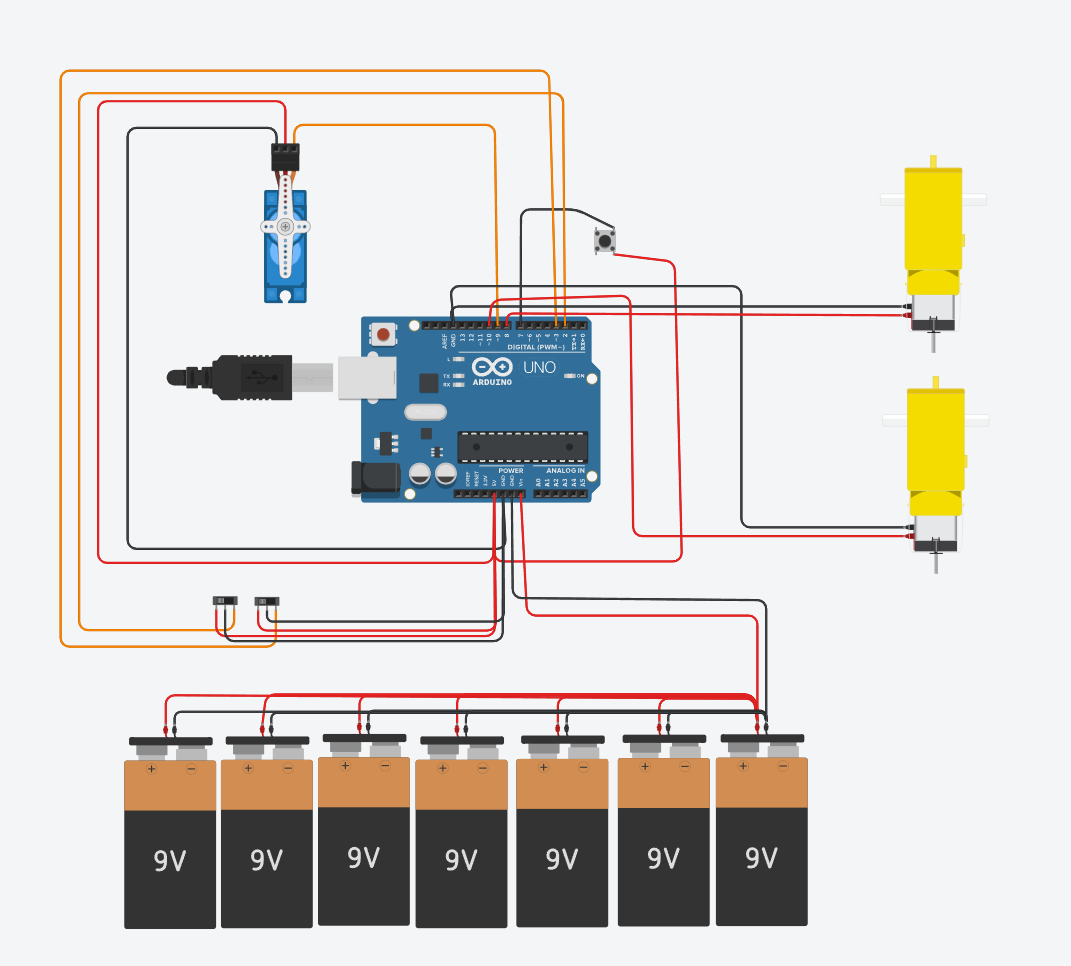 AREF
GND
13
12
~11
~10
~9
8
7
~6
~5
4
~3
2
TX→1
RX←0
DIGITAL (PWM~)
L
TX
RX
UNO
ARDUINO
ON
POWER
ANALOG IN
IOREF
RESET
3.3V
5V
GND
GND
Vin
A0
A1
A2
A3
A4
A5
+ − + − + − + − + − + − + −
9V 9V 9V 9V 9V 9V 9V